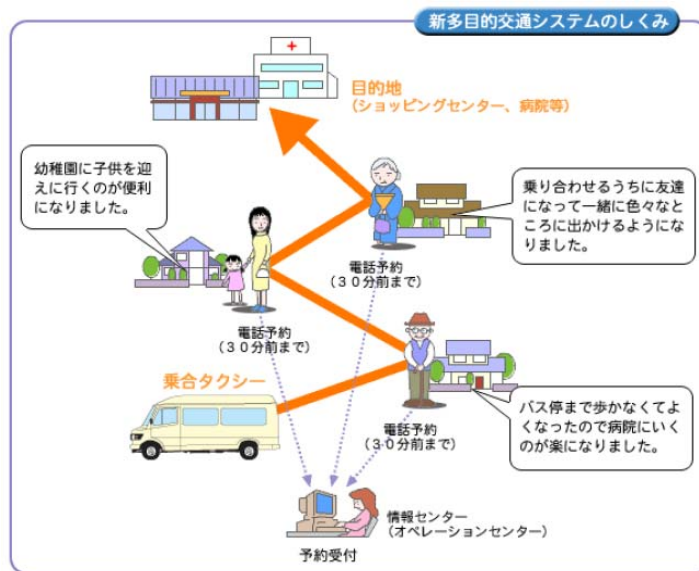 新多目的交通システムのしくみ
目的地
(ショッピングセンター、病院等)
幼稚園に子供を迎
えに行くのが便利
になりました。
乗り合わせるうちに友達
になって一緒に色々なと
ころに出かけるようにな
りました。
電話予約
(30分前まで)
電話予約
(30分前まで)
乗合タクシー
バス停まで歩かなくてよ
くなったので病院にいく
のが楽になりました。
電話予約
(30分前まで)
情報センター
(オペレーションセンター)
予約受付